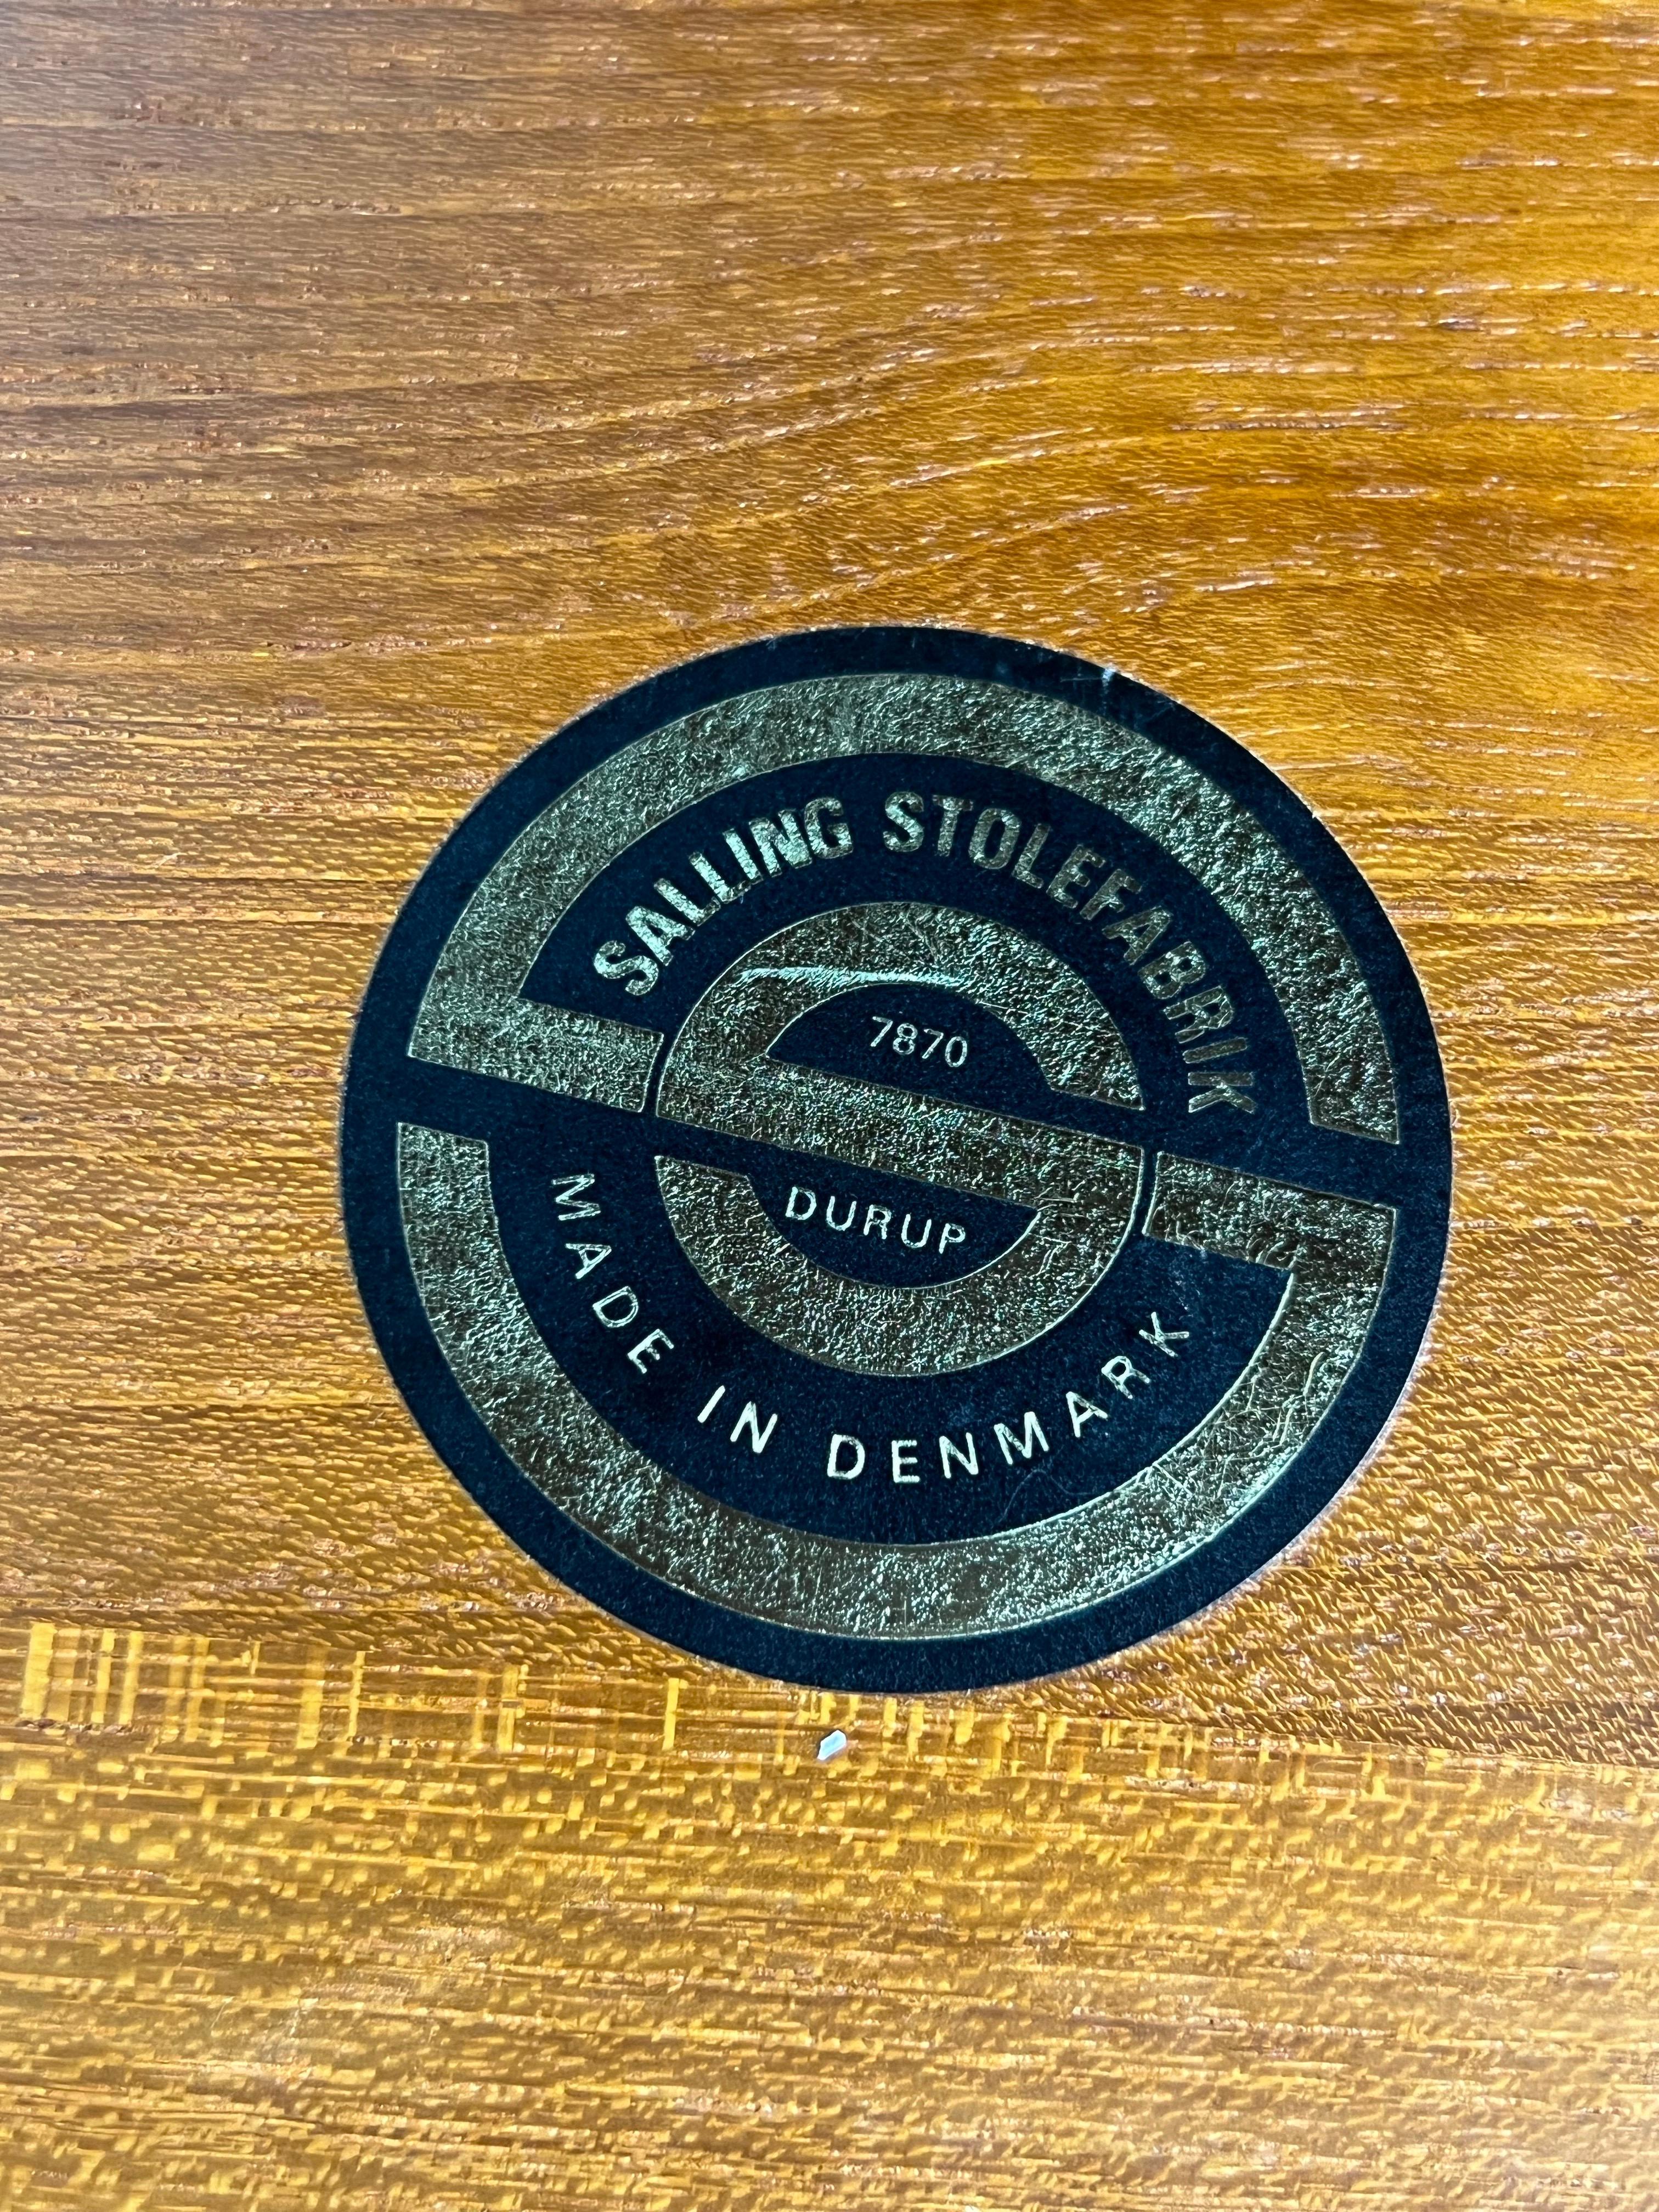 SALLING STOLEFABRIK
7870
DURUP
MADE IN DENMARK